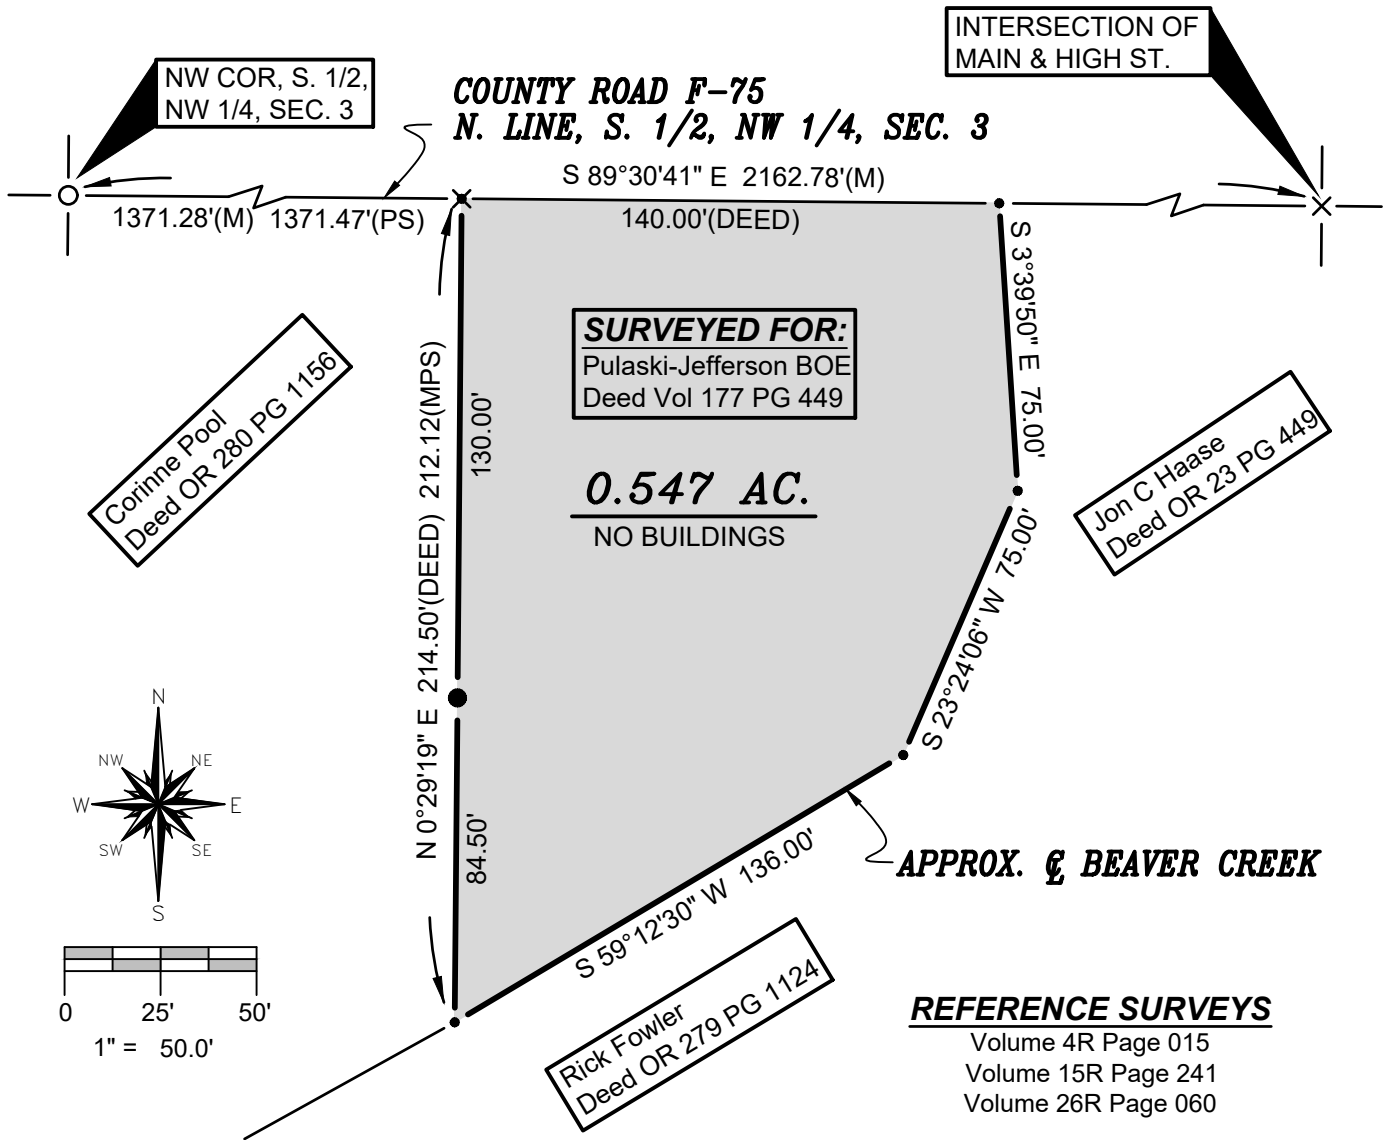 NW COR, S. 1/2,
NW 1/4, SEC. 3
INTERSECTION OF
MAIN & HIGH ST.
COUNTY ROAD F-75
N. LINE, S. 1/2, NW 1/4, SEC. 3
S 89°30'41" E 2162.78'(M)
1371.28'(M) 1371.47'(PS)
140.00'(DEED)
S 3°39'50" E 75.00'
SURVEYED FOR:
Pulaski-Jefferson BOE
Deed Vol 177 PG 449
N 0°29'19" E 214.50'(DEED) 212.12(MPS)
130.00'
Corinne Pool
Deed OR 280 PG 1156
0.547 AC.
NO BUILDINGS
Jon C Haase
Deed OR 23 PG 449
S 23°24'06" W 75.00'
N
NW
NE
W
E
SW
SE
S
84.50'
S 59°12'30" W 136.00'
APPROX. ℄ BEAVER CREEK
0 25' 50'
1" = 50.0'
Rick Fowler
Deed OR 279 PG 1124
REFERENCE SURVEYS
Volume 4R Page 015
Volume 15R Page 241
Volume 26R Page 060